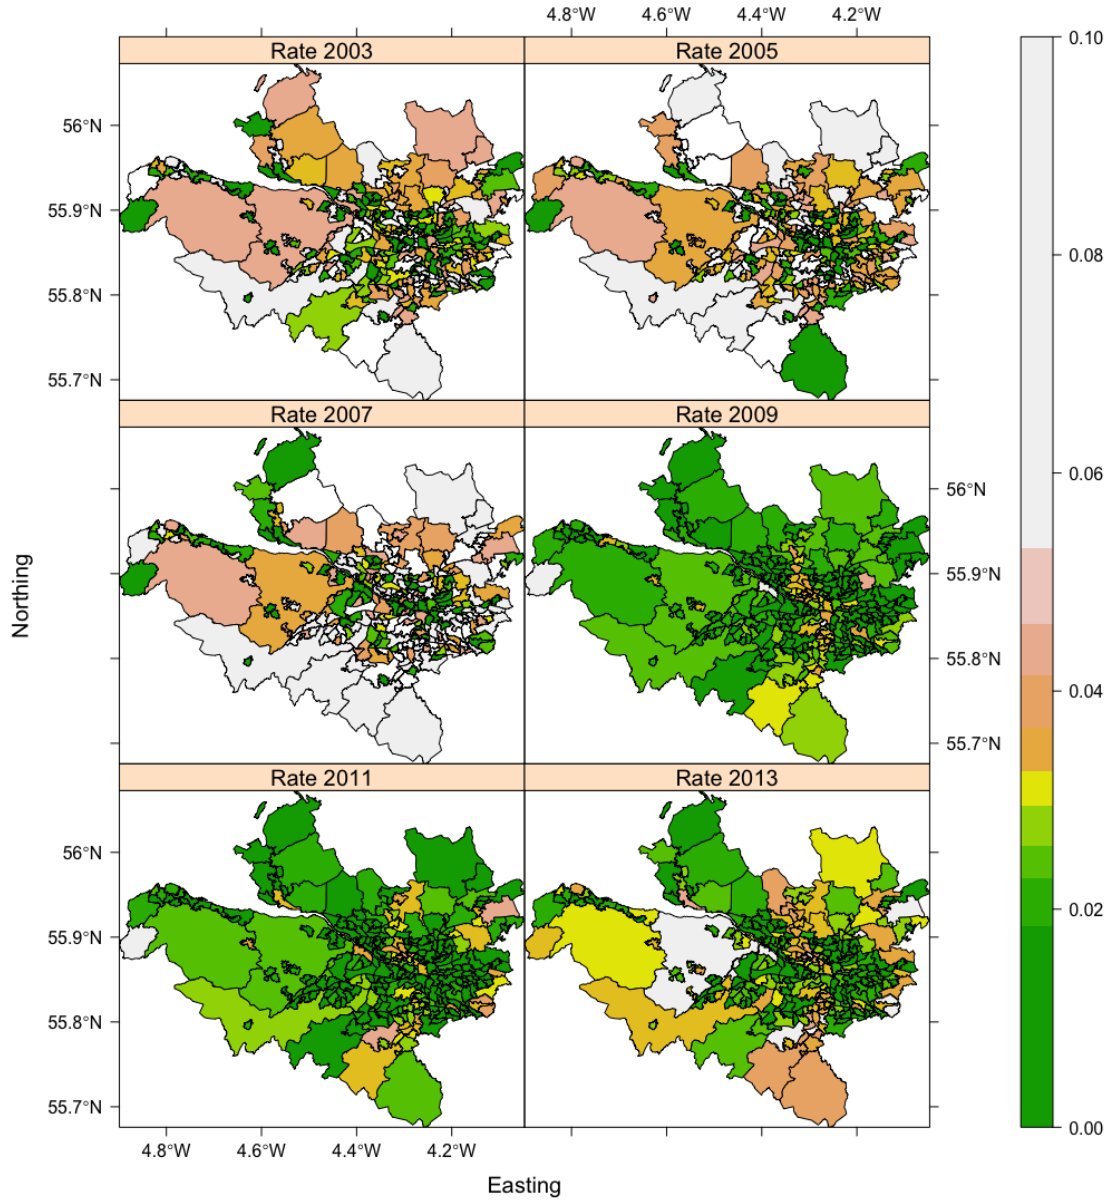 4.8°W 4.6°W 4.4°W 4.2°W
Rate 2003 Rate 2005
0.10
56°N
55.9°N
0.08
55.8°N
55.7°N
Rate 2007 Rate 2009
0.06
56°N
55.9°N
Northing
55.8°N
0.04
55.7°N
Rate 2011 Rate 2013
56°N
0.02
55.9°N
55.8°N
55.7°N
0.00
4.8°W 4.6°W 4.4°W 4.2°W
Easting